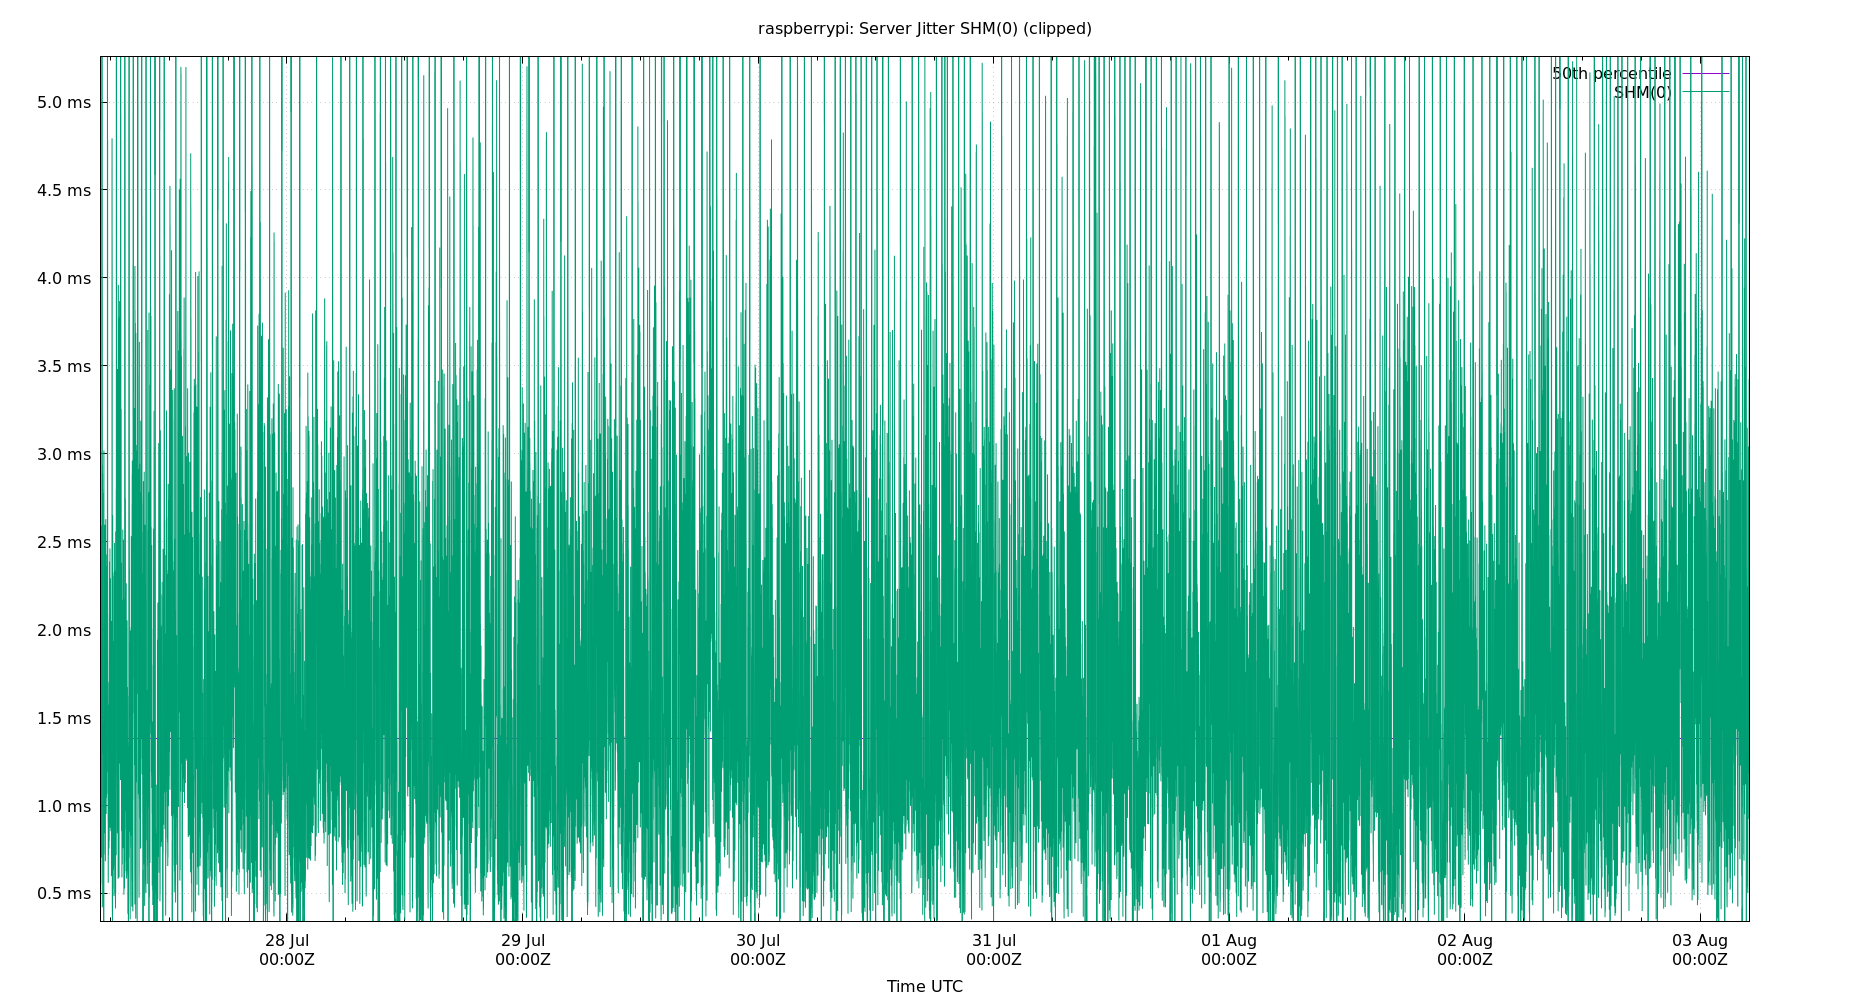 raspberrypi: Server Jitter SHM(0) (clipped)
50th percentile
SHM(0)
5.0 ms
4.5 ms
4.0 ms
3.5 ms
3.0 ms
2.5 ms
2.0 ms
1.5 ms
1.0 ms
0.5 ms
28 Jul 29 Jul 30 Jul 31 Jul 01 Aug 02 Aug 03 Aug
00:00Z 00:00Z 00:00Z 00:00Z 00:00Z 00:00Z 00:00Z
Time UTC